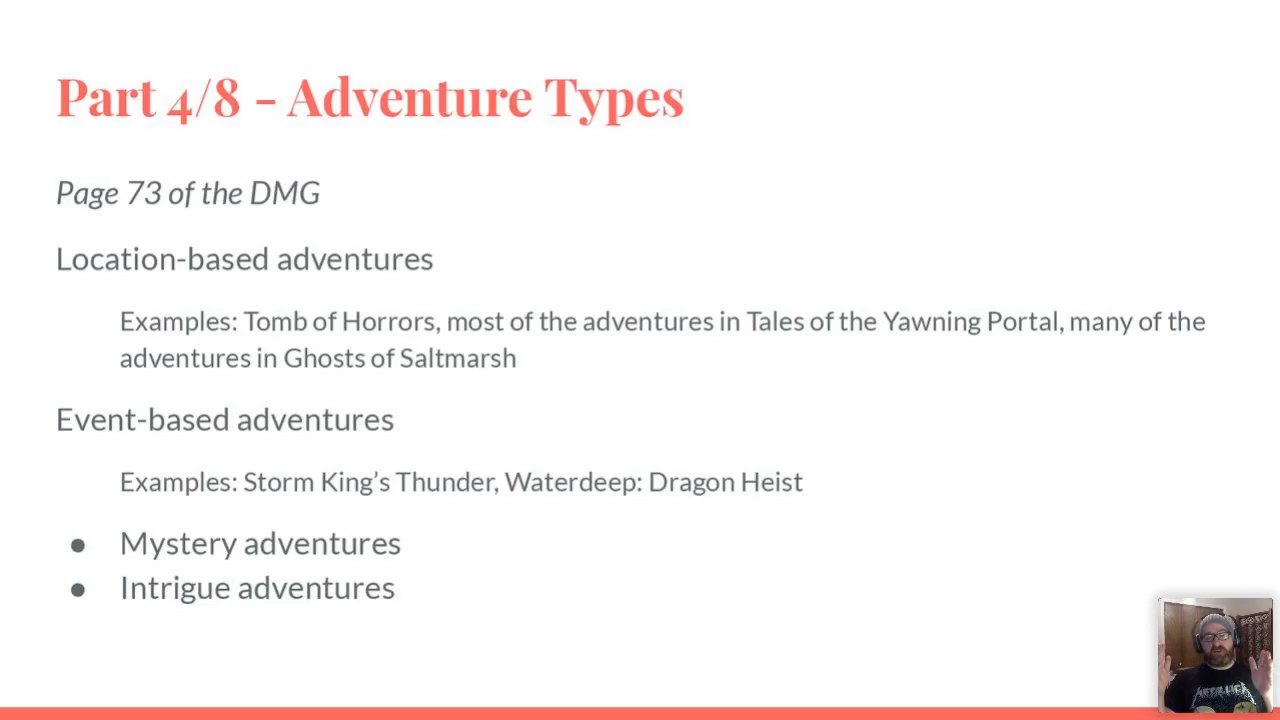 Part 4/8 - Adventure Types
Page 73 of the DMG
Location-based adventures
Examples: Tomb of Horrors, most of the adventures in Tales of the Yawning Portal, many of the
adventures in Ghosts of Saltmarsh
Event-based adventures
Examples: Storm King’s Thunder, Waterdeep: Dragon Heist
● Mystery adventures
● Intrigue adventures
METALLICA